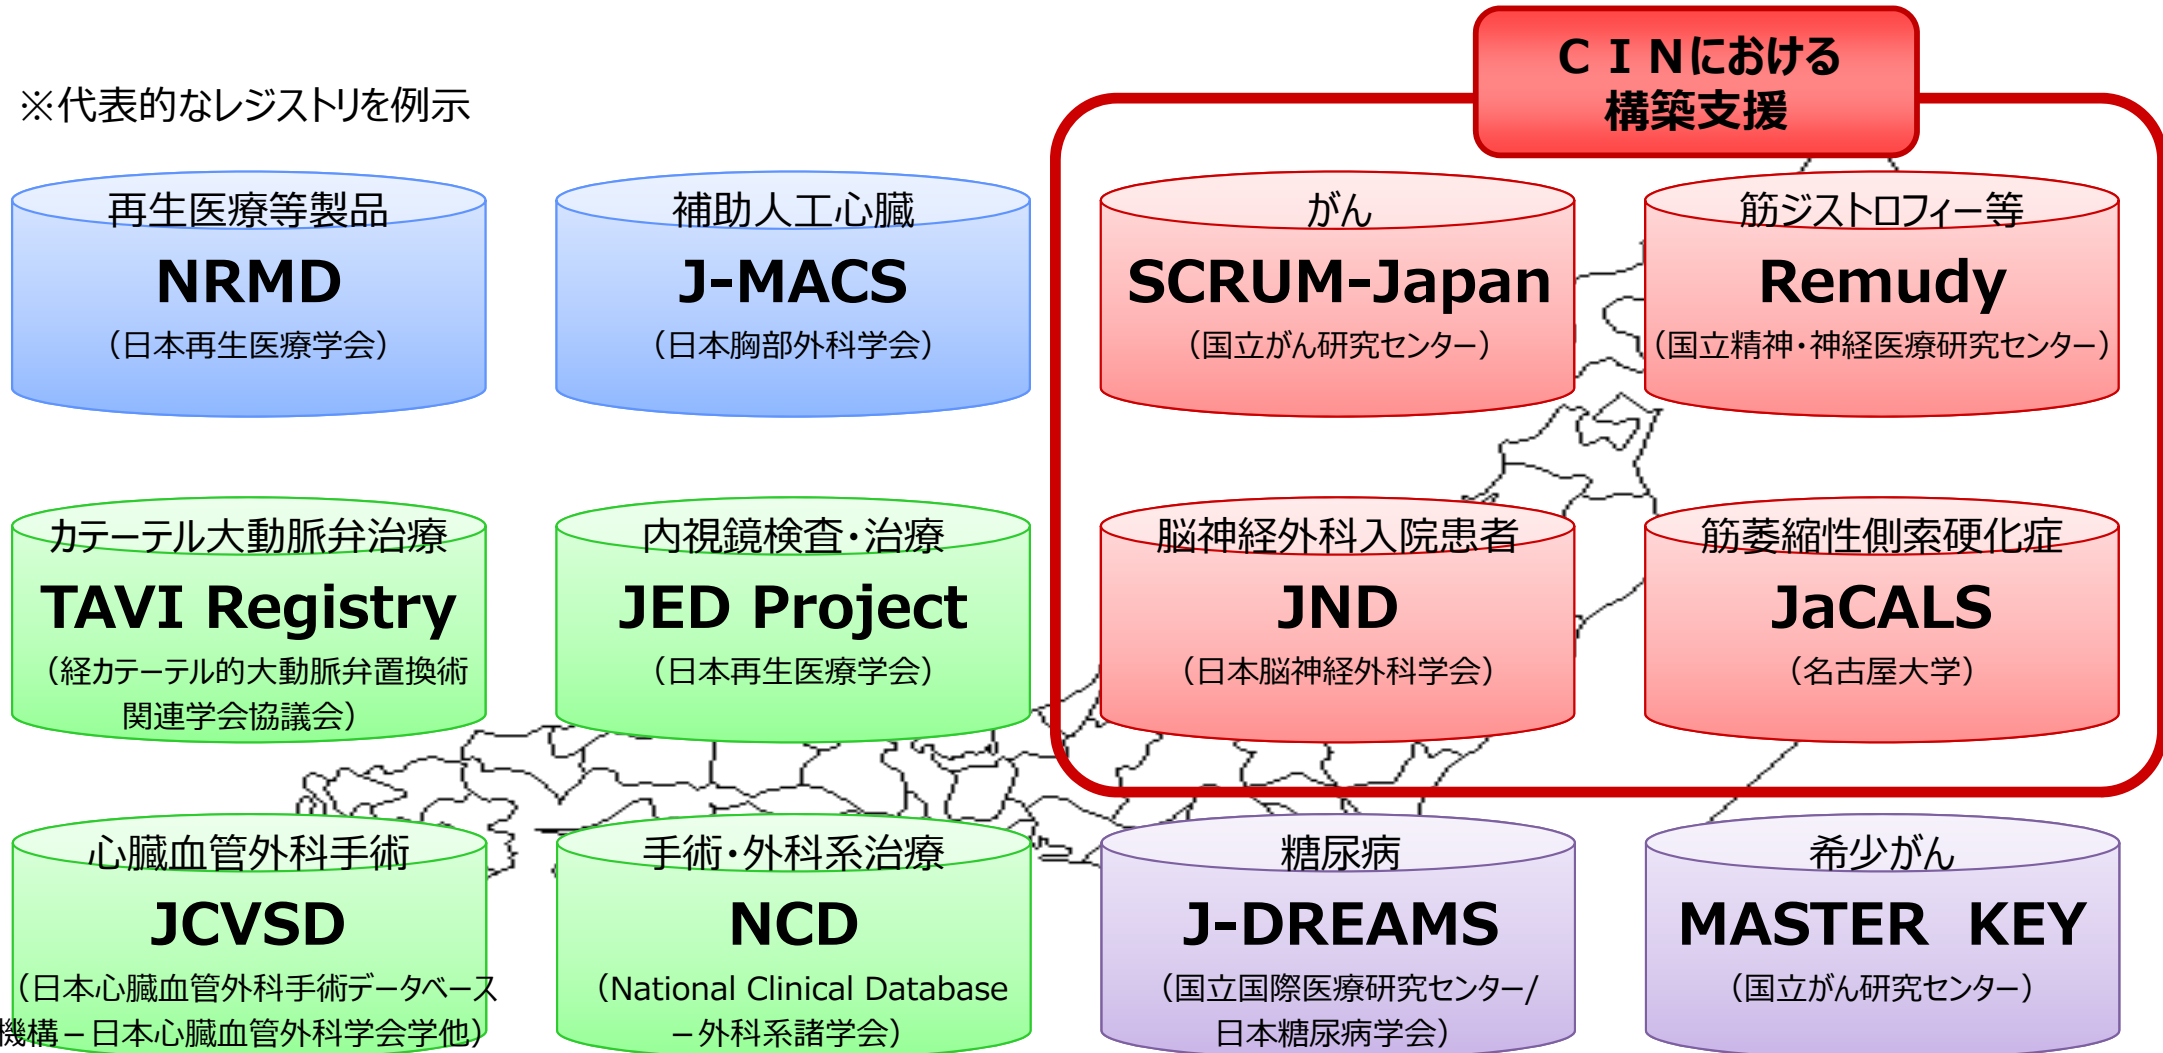 ＣＩＮにおける
構築支援
※代表的なレジストリを例示
再生医療等製品
NRMD
（日本再生医療学会）
補助人工心臓
J-MACS
（日本胸部外科学会）
がん
SCRUM-Japan
（国立がん研究センター）
筋ジストロフィー等
Remudy
（国立精神・神経医療研究センター）
カテーテル大動脈弁治療
TAVI Registry
（経カテーテル的大動脈弁置換術
関連学会協議会）
内視鏡検査・治療
JED Project
（日本再生医療学会）
脳神経外科入院患者
JND
（日本脳神経外科学会）
筋萎縮性側索硬化症
JaCALS
（名古屋大学）
心臓血管外科手術
JCVSD
（日本心臓血管外科手術データベース
機構－日本心臓血管外科学会学他）
手術・外科系治療
NCD
（National Clinical Database
－外科系諸学会）
糖尿病
J-DREAMS
（国立国際医療研究センター/
日本糖尿病学会）
希少がん
MASTER　KEY
（国立がん研究センター）